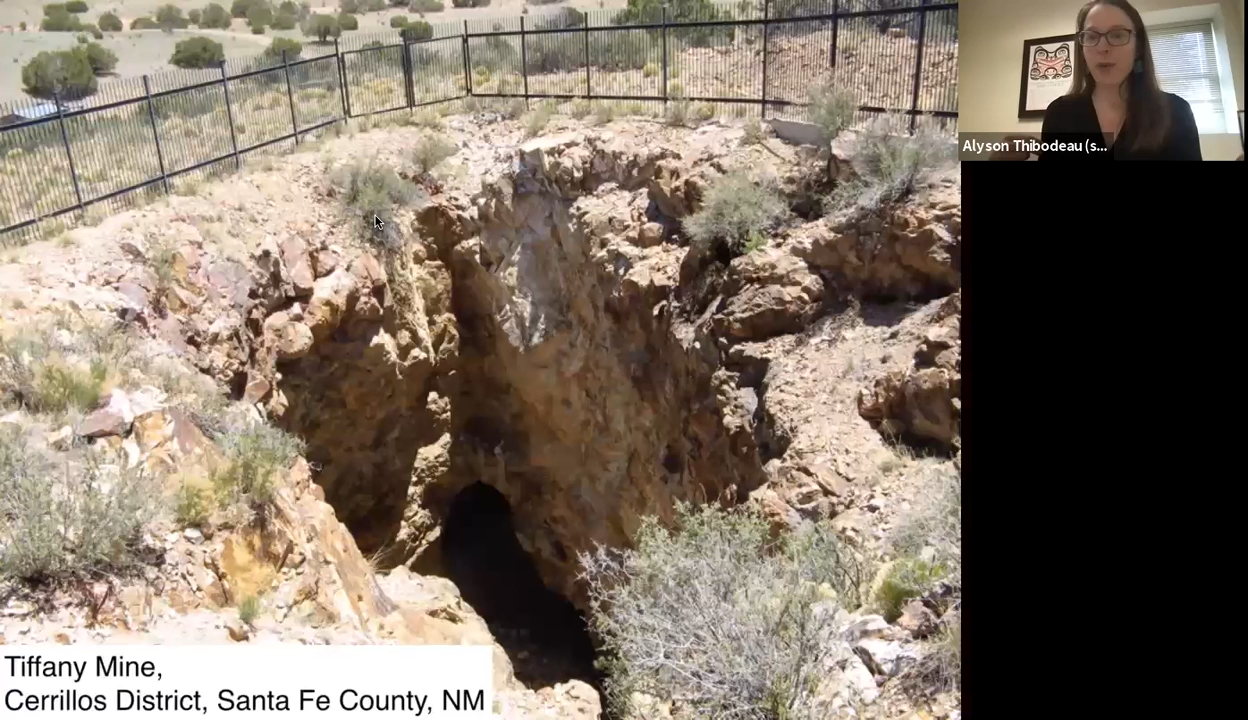 Alyson Thibodeau (s...
Tiffany Mine,
Cerrillos District, Santa Fe County, NM